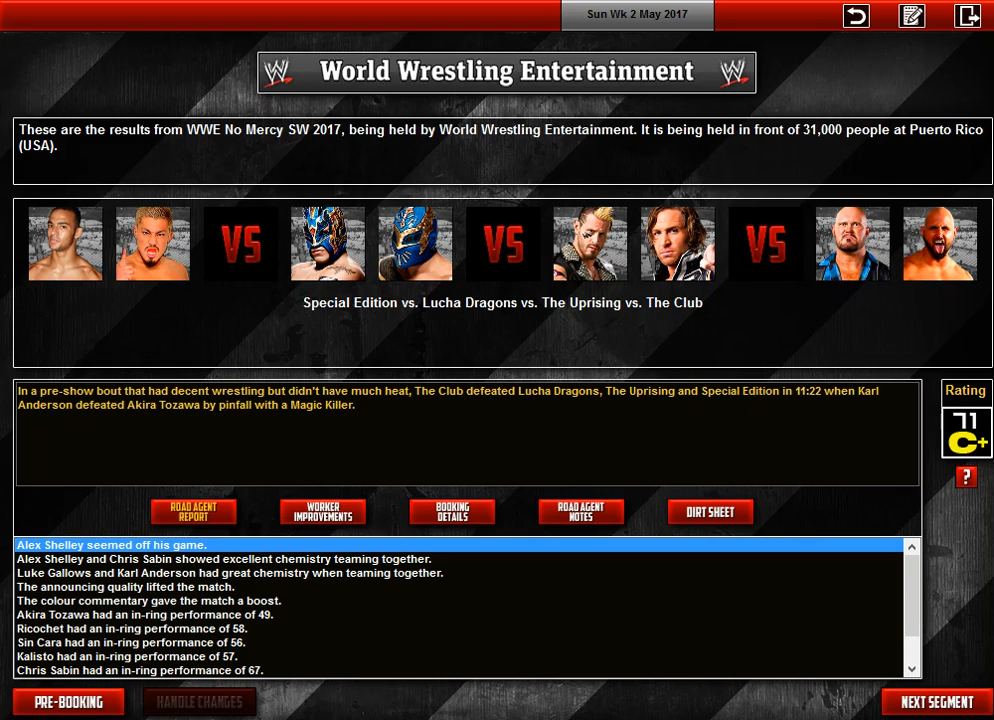 Sun Wk 2 May 2017
W World Wrestling Entertainment W
These are the results from WWE No Mercy SW 2017, being held by World Wrestling Entertainment. It is being held in front of 31,000 people at Puerto Rico
(USA).
VS VS VS
Special Edition vs. Lucha Dragons vs. The Uprising vs. The Club
In a pre-show bout that had decent wrestling but didn't have much heat, The Club defeated Lucha Dragons, The Uprising and Special Edition in 11:22 when Karl
Anderson defeated Akira Tozawa by pinfall with a Magic Killer.
Rating
71
C+
?
ROAD AGENT REPORT
WORKER IMPROVEMENTS
BOOKING DETAILS
ROAD AGENT NOTES
DIRT SHEET
Alex Shelley seemed off his game.
Alex Shelley and Chris Sabin showed excellent chemistry teaming together.
Luke Gallows and Karl Anderson had great chemistry when teaming together.
The announcing quality lifted the match.
The colour commentary gave the match a boost.
Akira Tozawa had an in-ring performance of 49.
Ricochet had an in-ring performance of 58.
Sin Cara had an in-ring performance of 56.
Kalisto had an in-ring performance of 57.
Chris Sabin had an in-ring performance of 67.
PRE-BOOKING
HANDLE CHANGES
NEXT SEGMENT